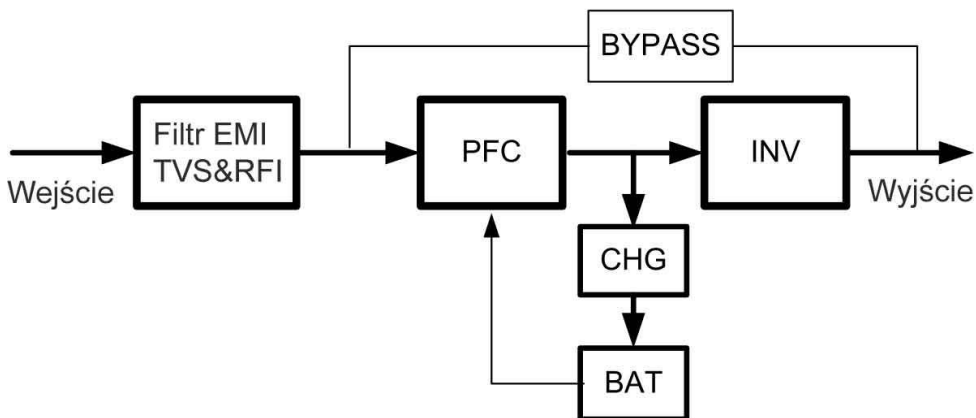 BYPASS
Filtr EMI
TVS&RFI
PFC
INV
Wejście
Wyjście
CHG
BAT